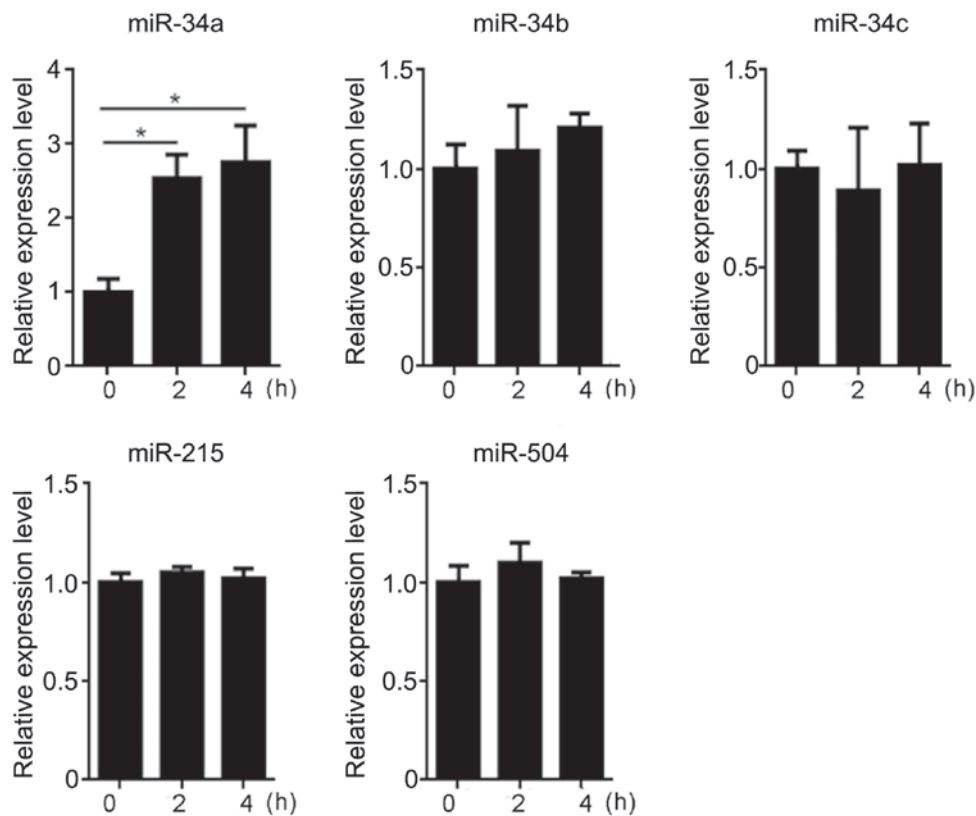 miR-34a
Relative expression level
4
3
2
1
0
*
*
0 2 4 (h)
miR-34b
Relative expression level
1.5
1.0
0.5
0
0 2 4 (h)
miR-34c
Relative expression level
1.5
1.0
0.5
0
0 2 4 (h)
miR-215
Relative expression level
1.5
1.0
0.5
0
0 2 4 (h)
miR-504
Relative expression level
1.5
1.0
0.5
0
0 2 4 (h)